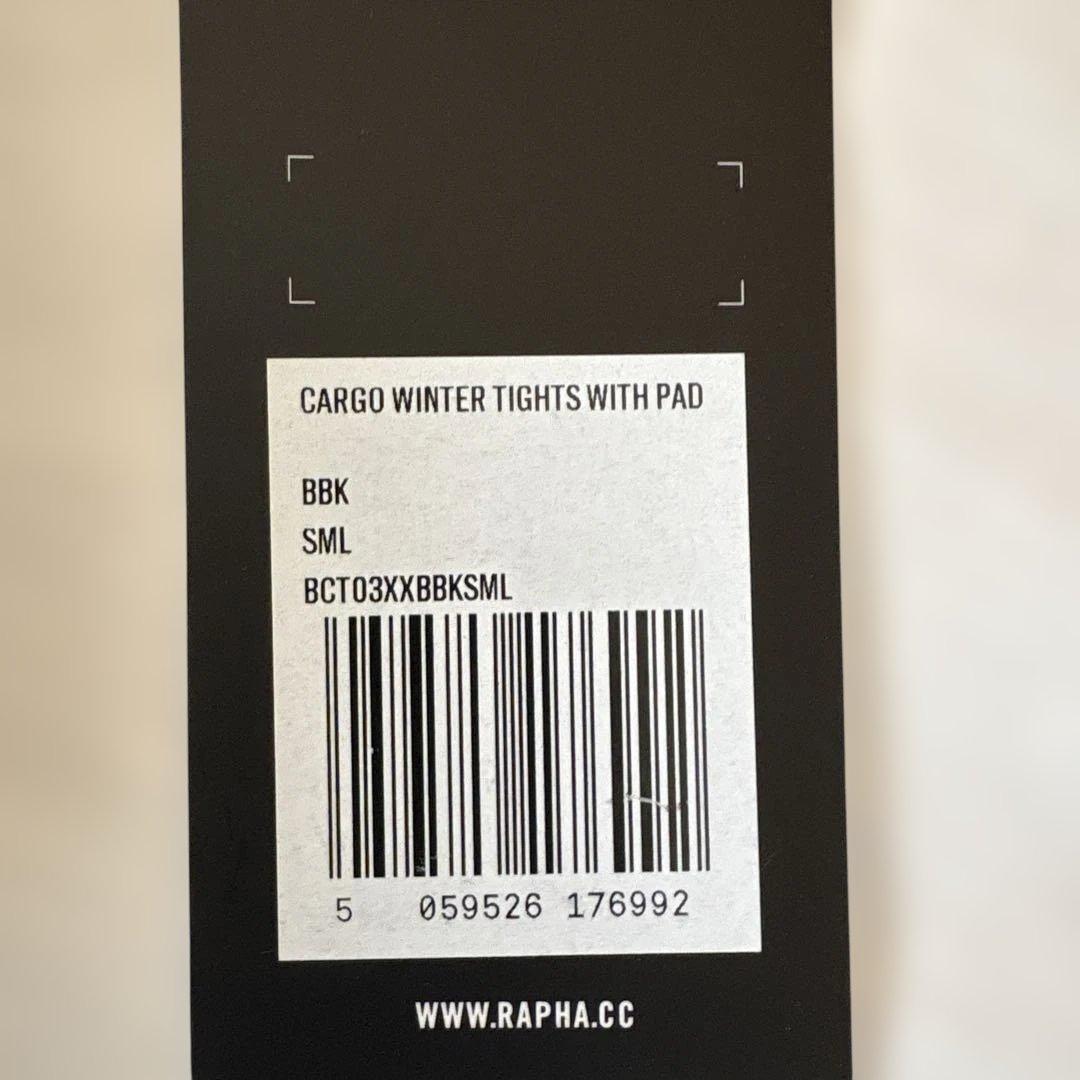 CARGO WINTER TIGHTS WITH PAD
BBK
SML
BCT03XXBBKSML
5 059526 176992
WWW.RAPHA.CC